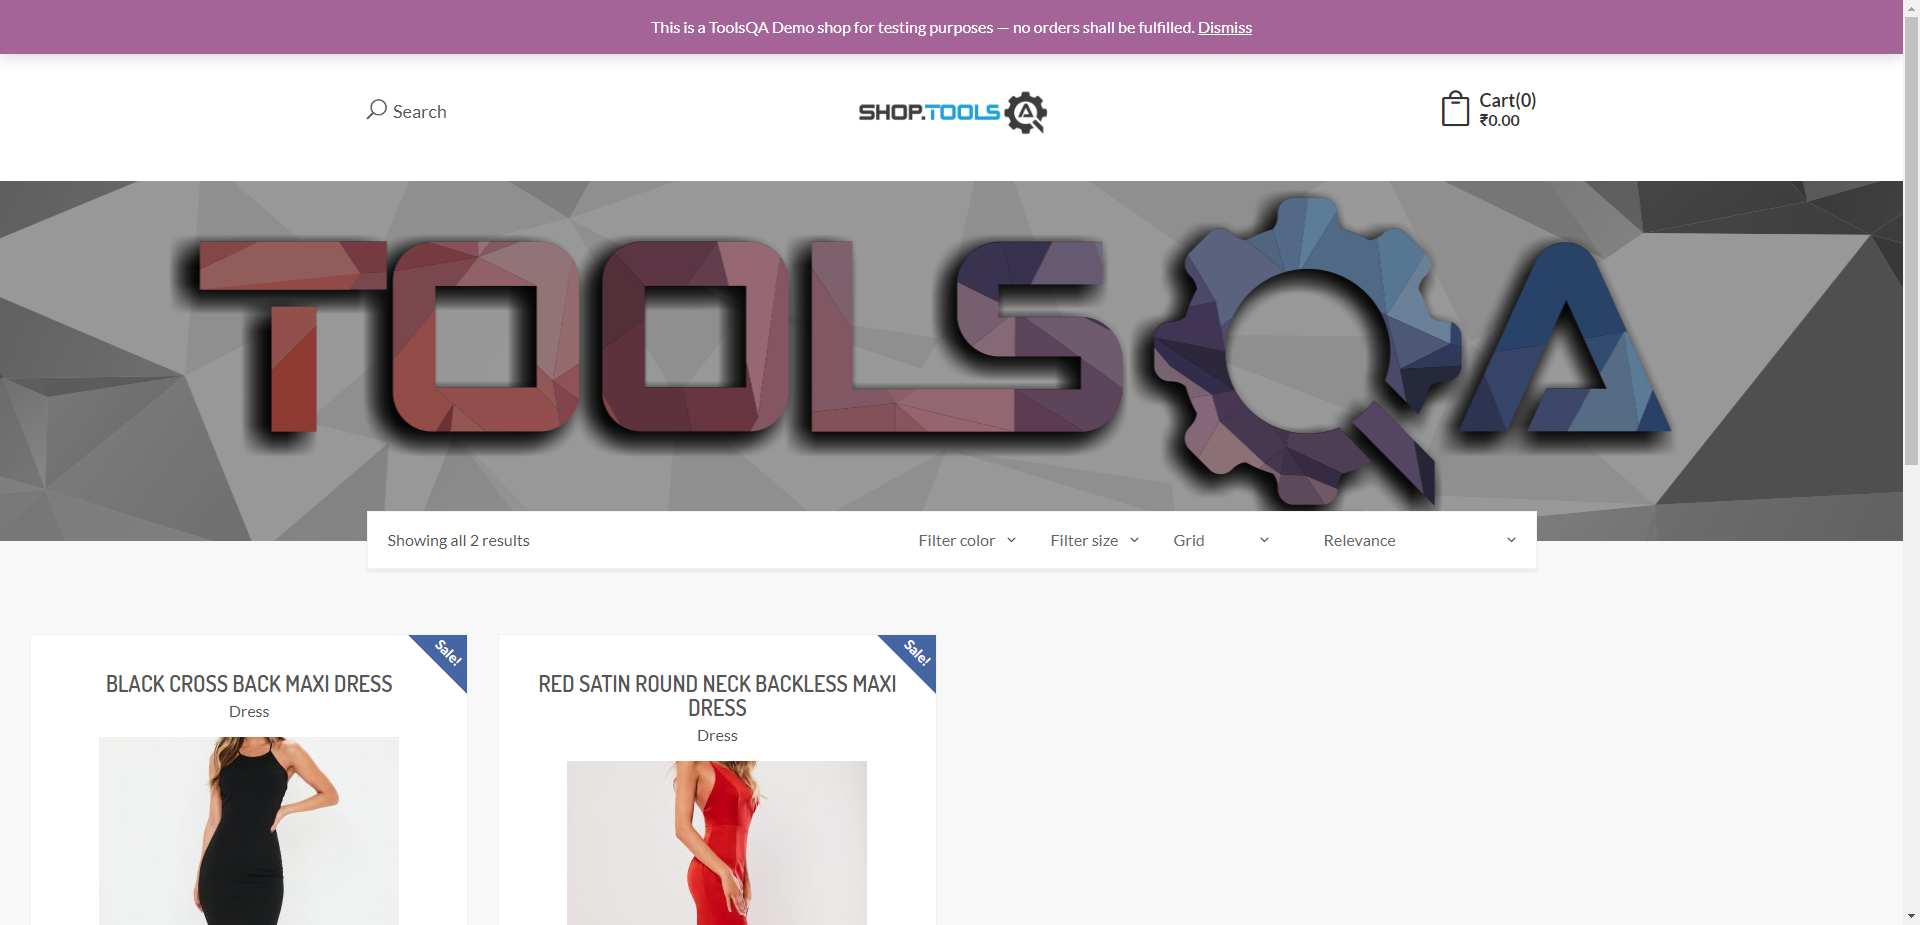 This is a ToolsQA Demo shop for testing purposes — no orders shall be fulfilled. Dismiss
Search
SHOP.TOOLSQA
Cart(0)
₹0.00
TOOLSQA
Showing all 2 results
Filter color
Filter size
Grid
Relevance
Sale!
BLACK CROSS BACK MAXI DRESS
Dress
Sale!
RED SATIN ROUND NECK BACKLESS MAXI
DRESS
Dress